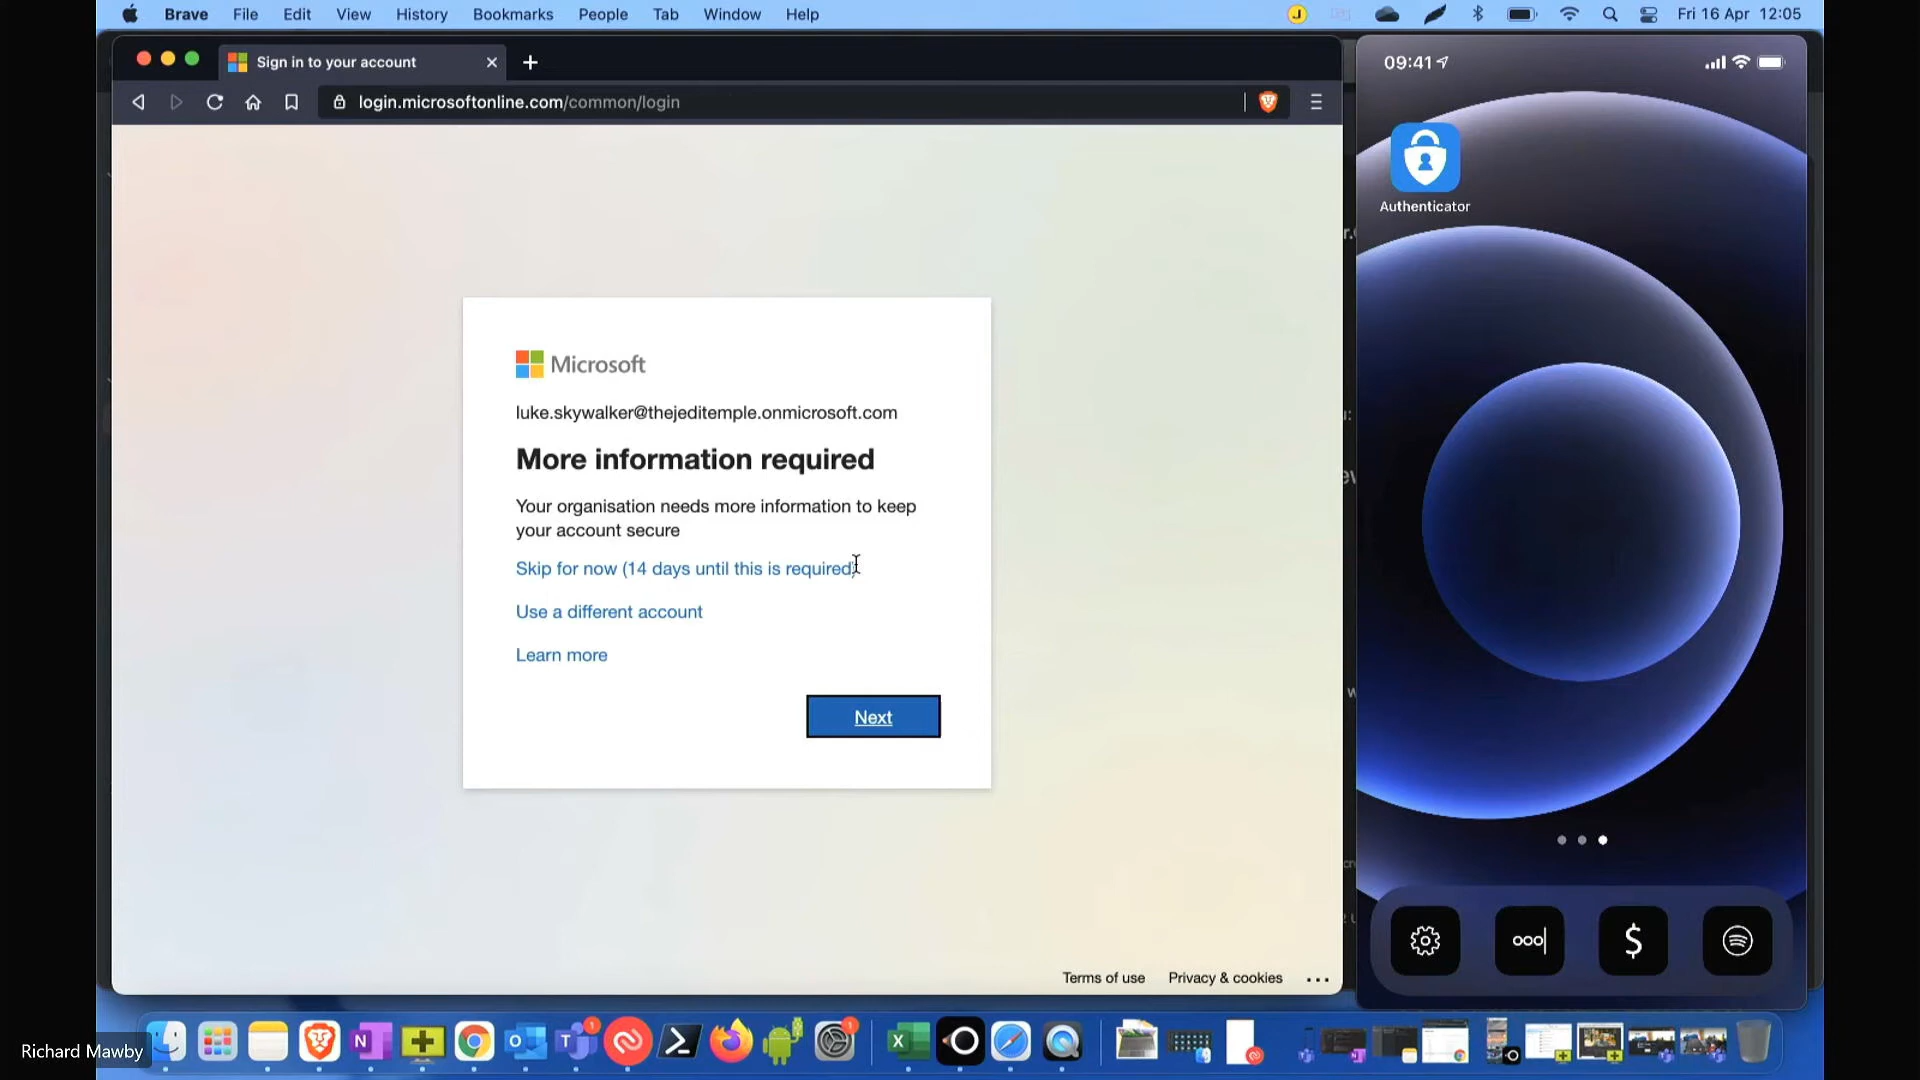 Brave File Edit View History Bookmarks People Tab Window Help
J
Fri 16 Apr 12:05
Sign in to your account
login.microsoftonline.com/common/login
Microsoft
luke.skywalker@thejeditemple.onmicrosoft.com
More information required
Your organisation needs more information to keep
your account secure
Skip for now (14 days until this is required)
Use a different account
Learn more
Next
Terms of use Privacy & cookies
09:41
Authenticator
$
Richard Mawby
N
O
T
1
1
X